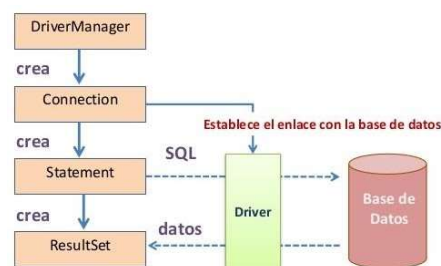 DriverManager
crea
Connection
Establece el enlace con la base de datos
crea
SQL
Statement
Driver
Base de
Datos
crea
datos
ResultSet